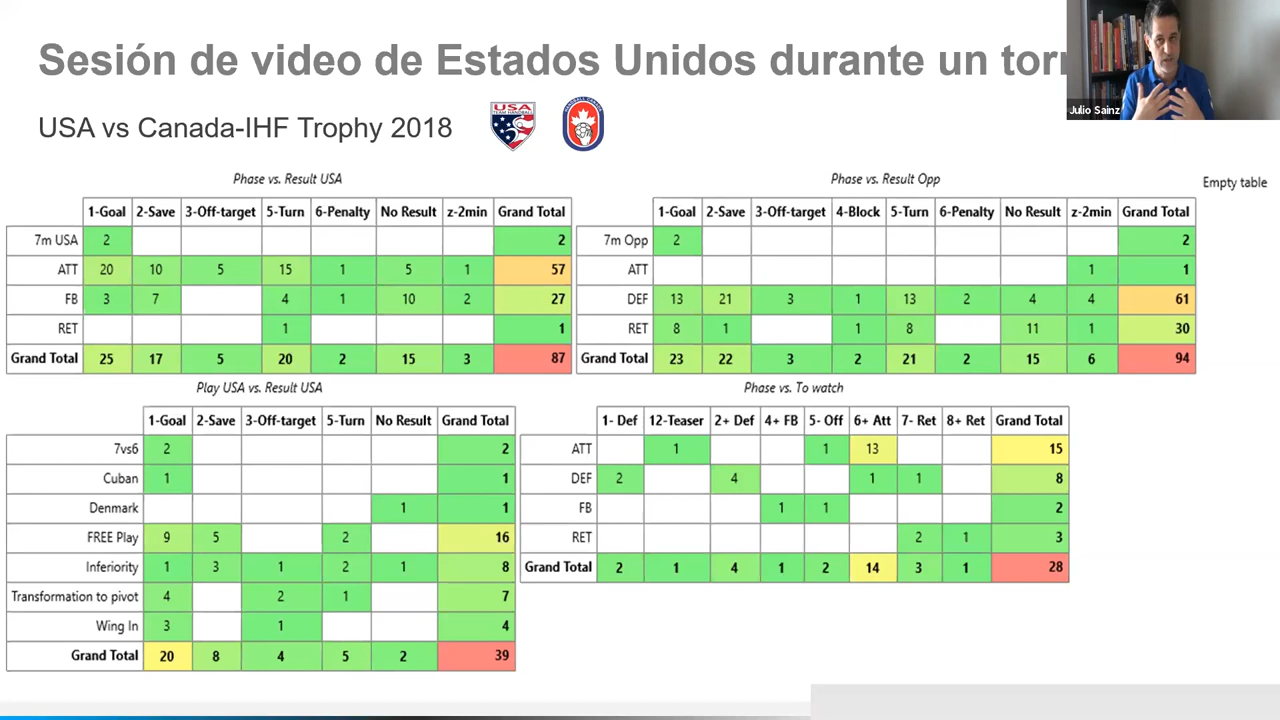 Sesión de video de Estados Unidos durante un torn
Julio Sainz
USA vs Canada-IHF Trophy 2018
USA
TEAM HANDBALL
HANDBALL CANADA
Phase vs. Result USA
1-Goal 2-Save 3-Off-target 5-Turn 6-Penalty No Result z-2min Grand Total
7m USA 2 2
ATT 20 10 5 15 1 5 1 57
FB 3 7 4 1 10 2 27
RET 1 1
Grand Total 25 17 5 20 2 15 3 87
Phase vs. Result Opp
Empty table
1-Goal 2-Save 3-Off-target 4-Block 5-Turn 6-Penalty No Result z-2min Grand Total
7m Opp 2 2
ATT 1 1
DEF 13 21 3 1 13 2 4 4 61
RET 8 1 1 8 11 1 30
Grand Total 23 22 3 2 21 2 15 6 94
Play USA vs. Result USA
1-Goal 2-Save 3-Off-target 5-Turn No Result Grand Total
7vs6 2 2
Cuban 1 1
Denmark 1 1
FREE Play 9 5 2 16
Inferiority 1 3 1 2 1 8
Transformation to pivot 4 2 1 7
Wing In 3 1 4
Grand Total 20 8 4 5 2 39
Phase vs. To watch
1- Def 12-Teaser 2+ Def 4+ FB 5- Off 6+ Att 7- Ret 8+ Ret Grand Total
ATT 1 1 13 15
DEF 2 4 1 1 8
FB 1 1 2
RET 2 1 3
Grand Total 2 1 4 1 2 14 3 1 28